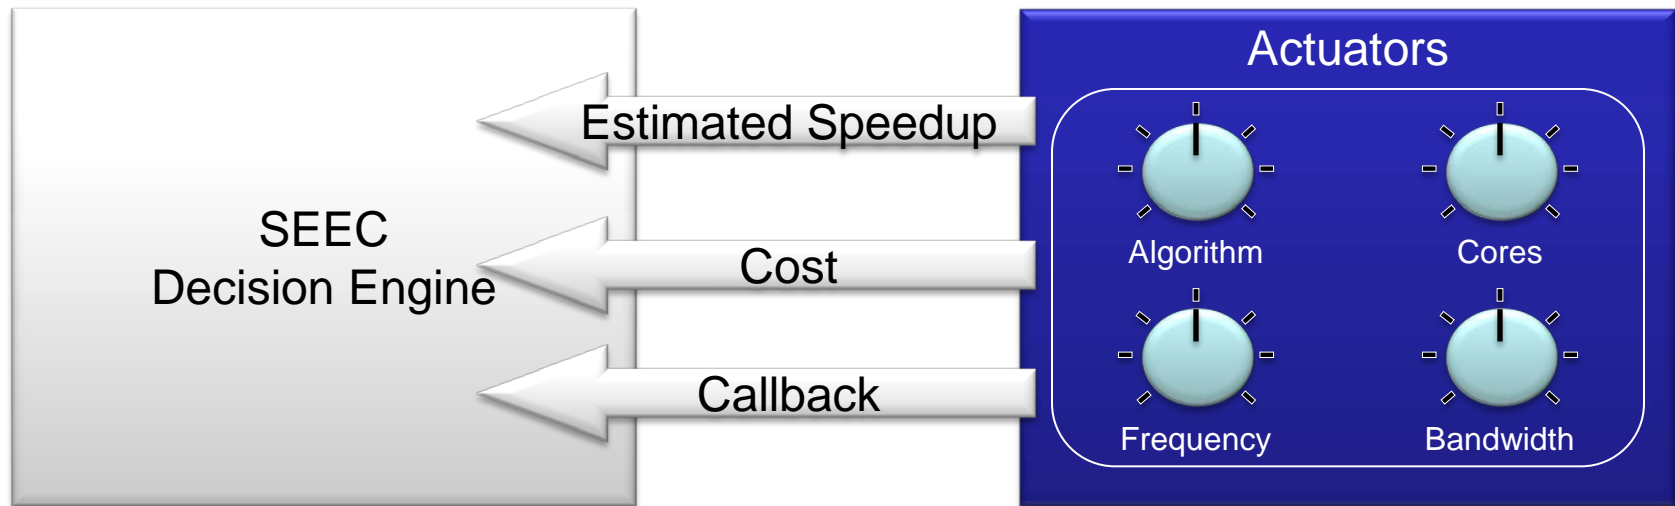 SEEC
Decision Engine
Estimated Speedup
Cost
Callback
Actuators
Algorithm
Cores
Frequency
Bandwidth